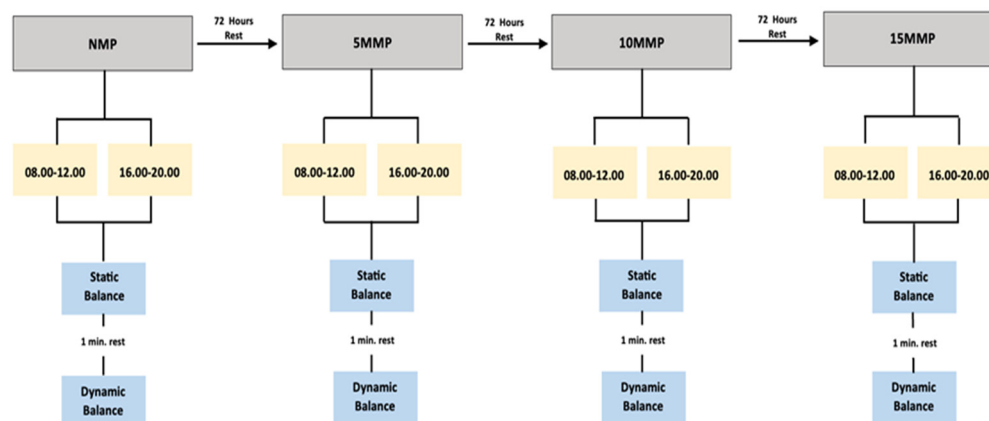 NMP
72 Hours
Rest
5MMP
72 Hours
Rest
10MMP
72 Hours
Rest
15MMP
08.00-12.00
16.00-20.00
08.00-12.00
16.00-20.00
08.00-12.00
16.00-20.00
08.00-12.00
16.00-20.00
Static
Balance
Static
Balance
Static
Balance
Static
Balance
1 min. rest
1 min. rest
1 min. rest
1 min. rest
Dynamic
Balance
Dynamic
Balance
Dynamic
Balance
Dynamic
Balance